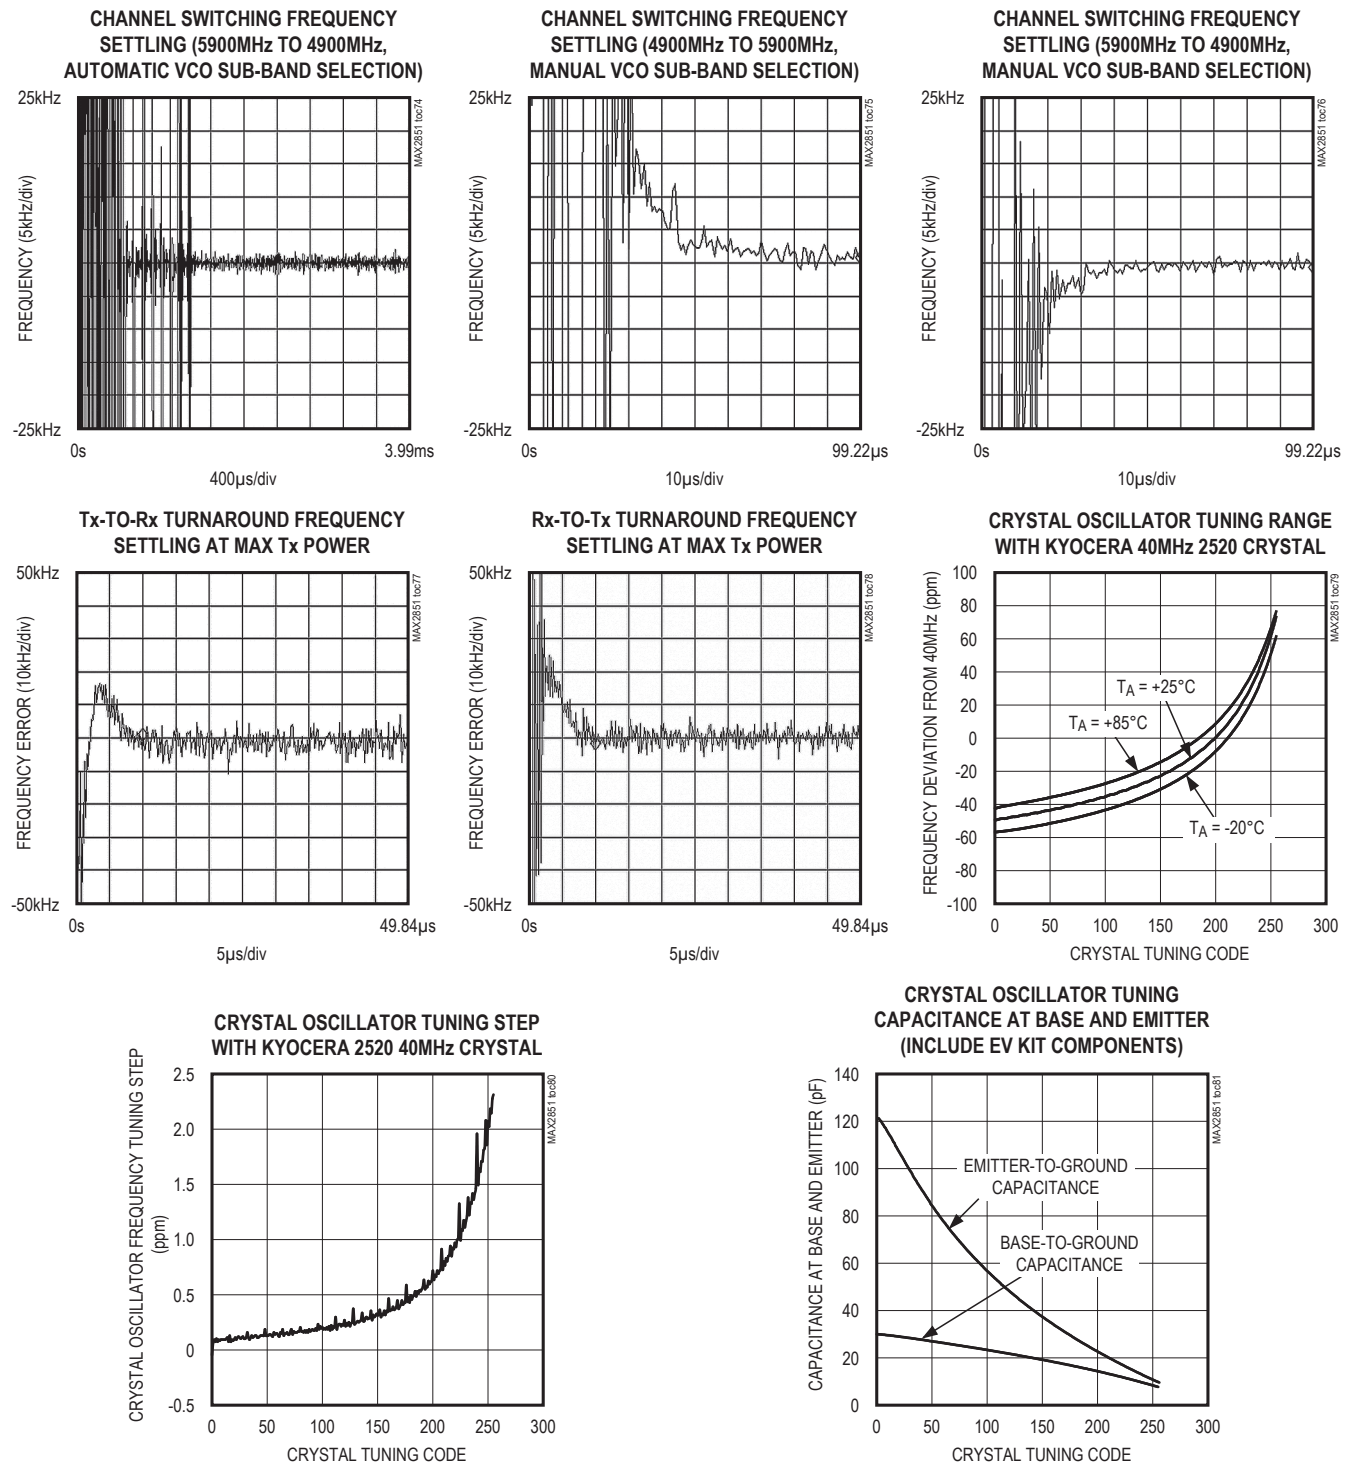 CHANNEL SWITCHING FREQUENCY
SETTLING (5900MHz TO 4900MHz,
AUTOMATIC VCO SUB-BAND SELECTION)
25kHz
FREQUENCY (5kHz/div)
-25kHz
0s
3.99ms
400µs/div
MAX2851 toc74
CHANNEL SWITCHING FREQUENCY
SETTLING (4900MHz TO 5900MHz,
MANUAL VCO SUB-BAND SELECTION)
25kHz
FREQUENCY (5kHz/div)
-25kHz
0s
99.22µs
10µs/div
MAX2851 toc75
CHANNEL SWITCHING FREQUENCY
SETTLING (5900MHz TO 4900MHz,
MANUAL VCO SUB-BAND SELECTION)
25kHz
FREQUENCY (5kHz/div)
-25kHz
0s
99.22µs
10µs/div
MAX2851 toc76
Tx-TO-Rx TURNAROUND FREQUENCY
SETTLING AT MAX Tx POWER
50kHz
FREQUENCY ERROR (10kHz/div)
-50kHz
0s
49.84µs
5µs/div
MAX2851 toc77
Rx-TO-Tx TURNAROUND FREQUENCY
SETTLING AT MAX Tx POWER
50kHz
FREQUENCY ERROR (10kHz/div)
-50kHz
0s
49.84µs
5µs/div
MAX2851 toc78
CRYSTAL OSCILLATOR TUNING RANGE
WITH KYOCERA 40MHz 2520 CRYSTAL
FREQUENCY DEVIATION FROM 40MHz (ppm)
100
80
60
40
20
0
-20
-40
-60
-80
-100
TA = +25°C
TA = +85°C
TA = -20°C
0 50 100 150 200 250 300
CRYSTAL TUNING CODE
MAX2851 toc79
CRYSTAL OSCILLATOR TUNING STEP
WITH KYOCERA 2520 40MHz CRYSTAL
CRYSTAL OSCILLATOR FREQUENCY TUNING STEP
(ppm)
2.5
2.0
1.5
1.0
0.5
0
-0.5
0 50 100 150 200 250 300
CRYSTAL TUNING CODE
MAX2851 toc80
CRYSTAL OSCILLATOR TUNING
CAPACITANCE AT BASE AND EMITTER
(INCLUDE EV KIT COMPONENTS)
CAPACITANCE AT BASE AND EMITTER (pF)
140
120
100
80
60
40
20
0
EMITTER-TO-GROUND
CAPACITANCE
BASE-TO-GROUND
CAPACITANCE
0 50 100 150 200 250 300
CRYSTAL TUNING CODE
MAX2851 toc81